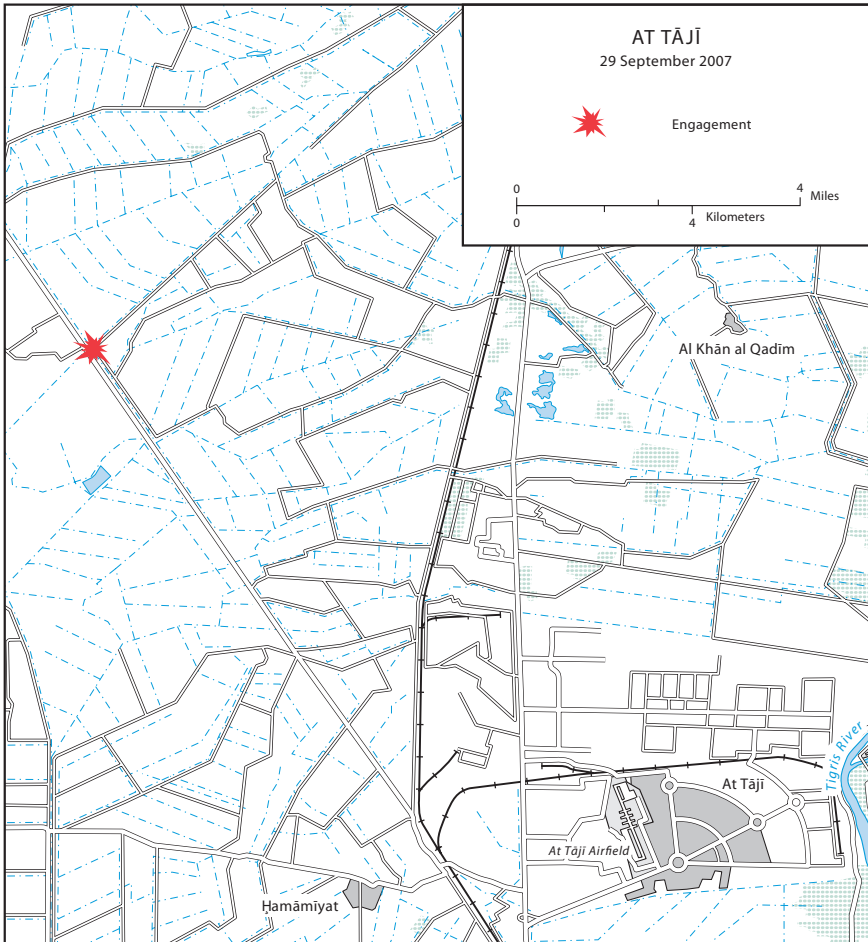 AT TĀJĪ
29 September 2007
Engagement
0 4
Miles
0 4
Kilometers
Al Khān al Qadīm
Tigris River
At Tājī
At Tājī Airfield
Ḥamāmīyat